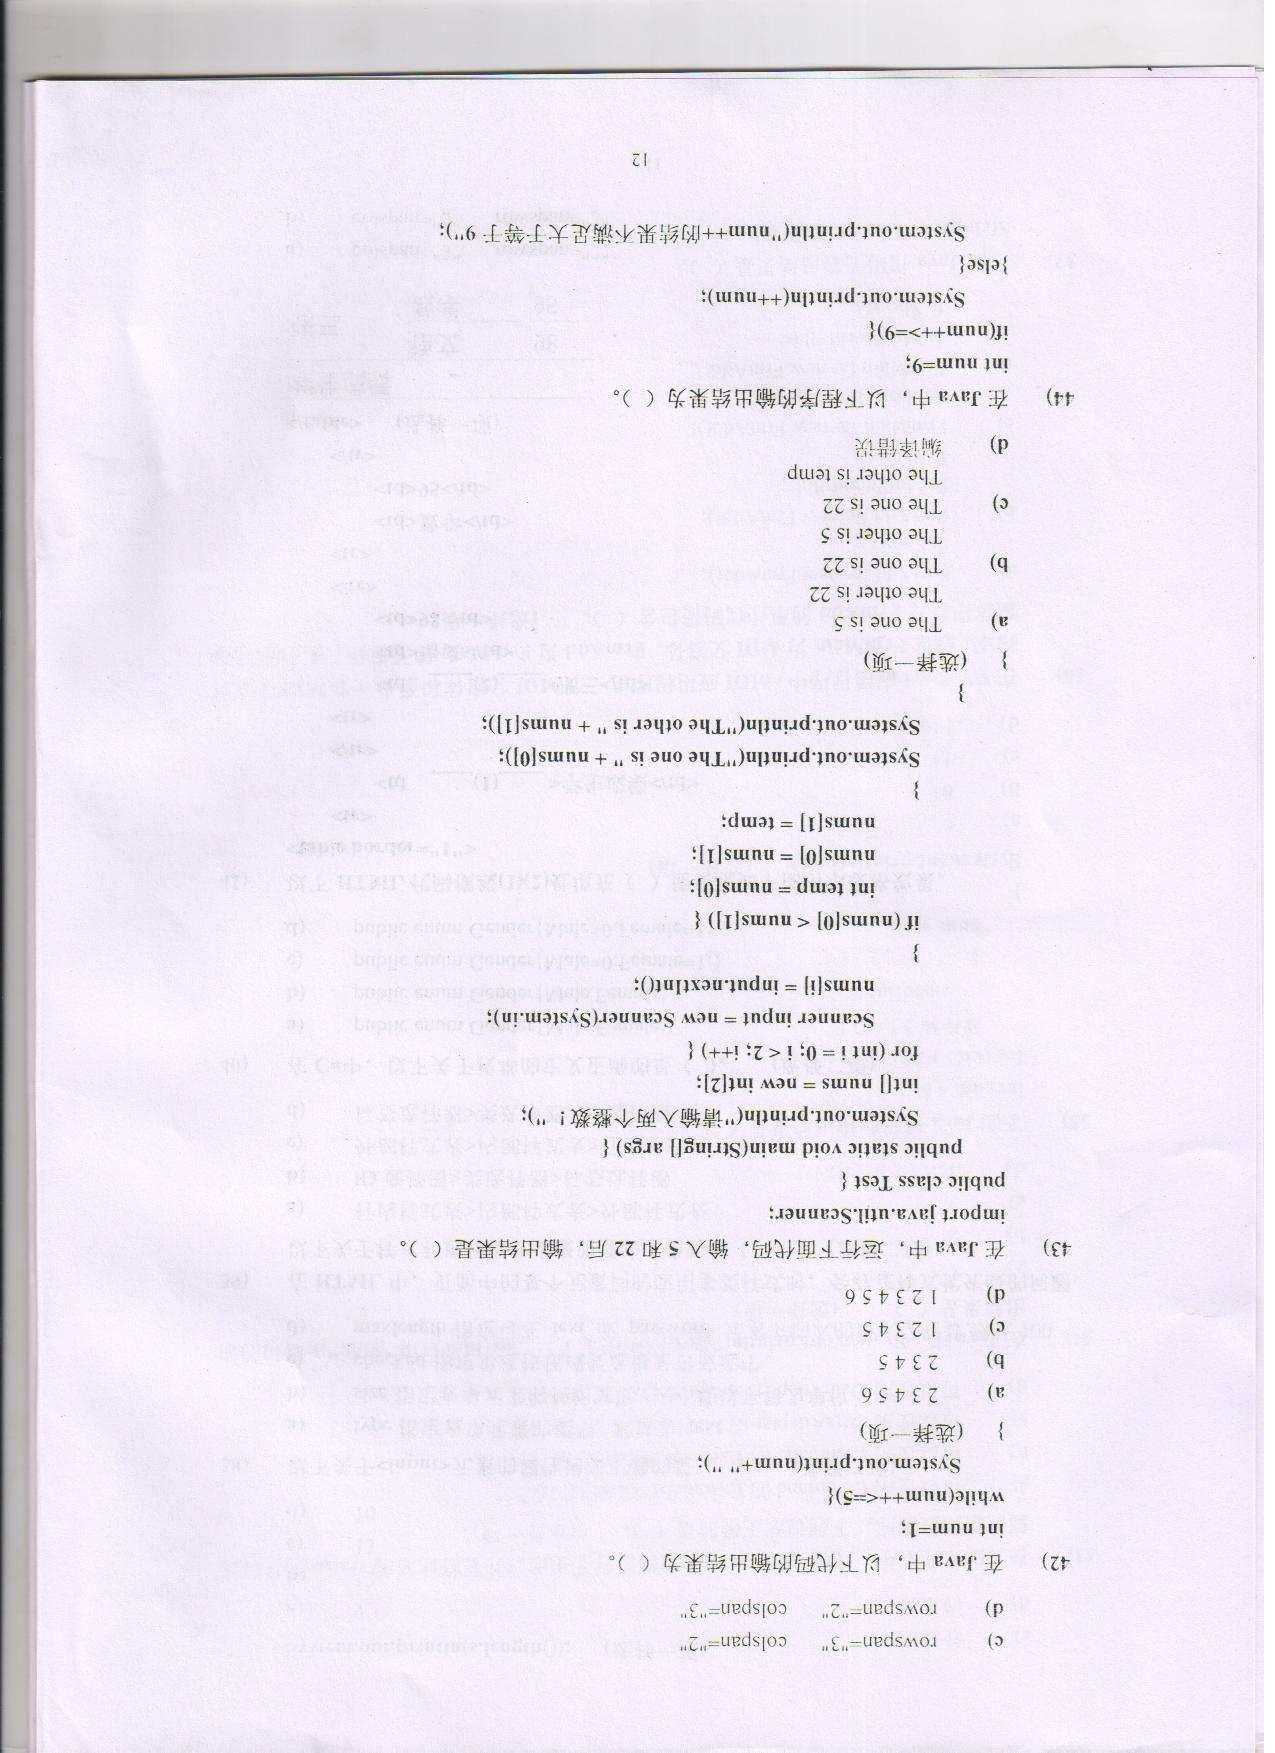 c) rowspan="3" colspan="2"
d) rowspan="2" colspan="3"
42) 在 Java 中，以下代码的输出结果为（ ）。
int num=1;
while(num++<=5){
System.out.print(num+" ");
} (选择一项)
a) 2 3 4 5 6
b) 2 3 4 5
c) 1 2 3 4 5
d) 1 2 3 4 5 6
43) 在 Java 中，运行下面代码，输入 5 和 22 后，输出结果是（ ）。
import java.util.Scanner;
public class Test {
public static void main(String[] args) {
System.out.println("请输入两个整数！");
int[] nums = new int[2];
for (int i = 0; i < 2; i++) {
Scanner input = new Scanner(System.in);
nums[i] = input.nextInt();
}
if (nums[0] < nums[1]) {
int temp = nums[0];
nums[0] = nums[1];
nums[1] = temp;
}
System.out.println("The one is " + nums[0]);
System.out.println("The other is " + nums[1]);
}
} (选择一项)
a) The one is 5
The other is 22
b) The one is 22
The other is 5
c) The one is 22
The other is temp
d) 编译错误
44) 在 Java 中，以下程序的输出结果为（ ）。
int num=9;
if(num++>=9){
System.out.println(++num);
}else{
System.out.println("num++的结果不满足大于等于 9");
12